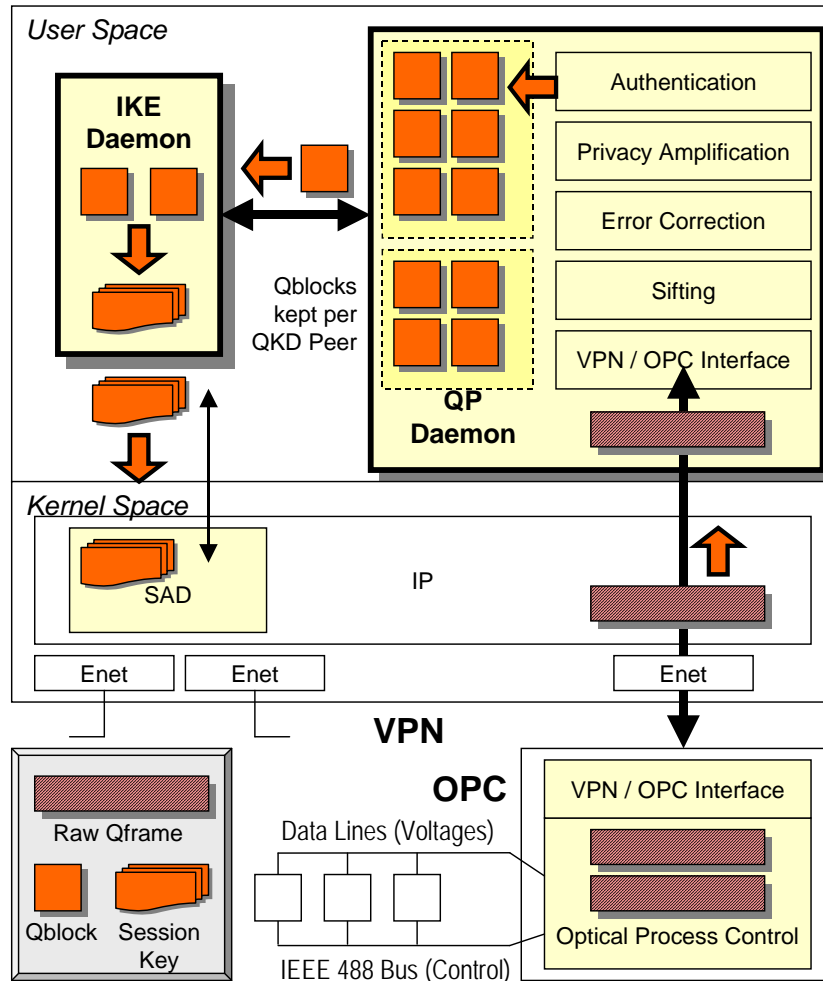 User Space
IKE
Daemon
Authentication
Privacy Amplification
Error Correction
Sifting
VPN / OPC Interface
Qblocks
kept per
QKD Peer
QP
Daemon
Kernel Space
SAD
IP
Enet
Enet
Enet
VPN
OPC
Raw Qframe
Qblock
Session
Key
Data Lines (Voltages)
IEEE 488 Bus (Control)
VPN / OPC Interface
Optical Process Control